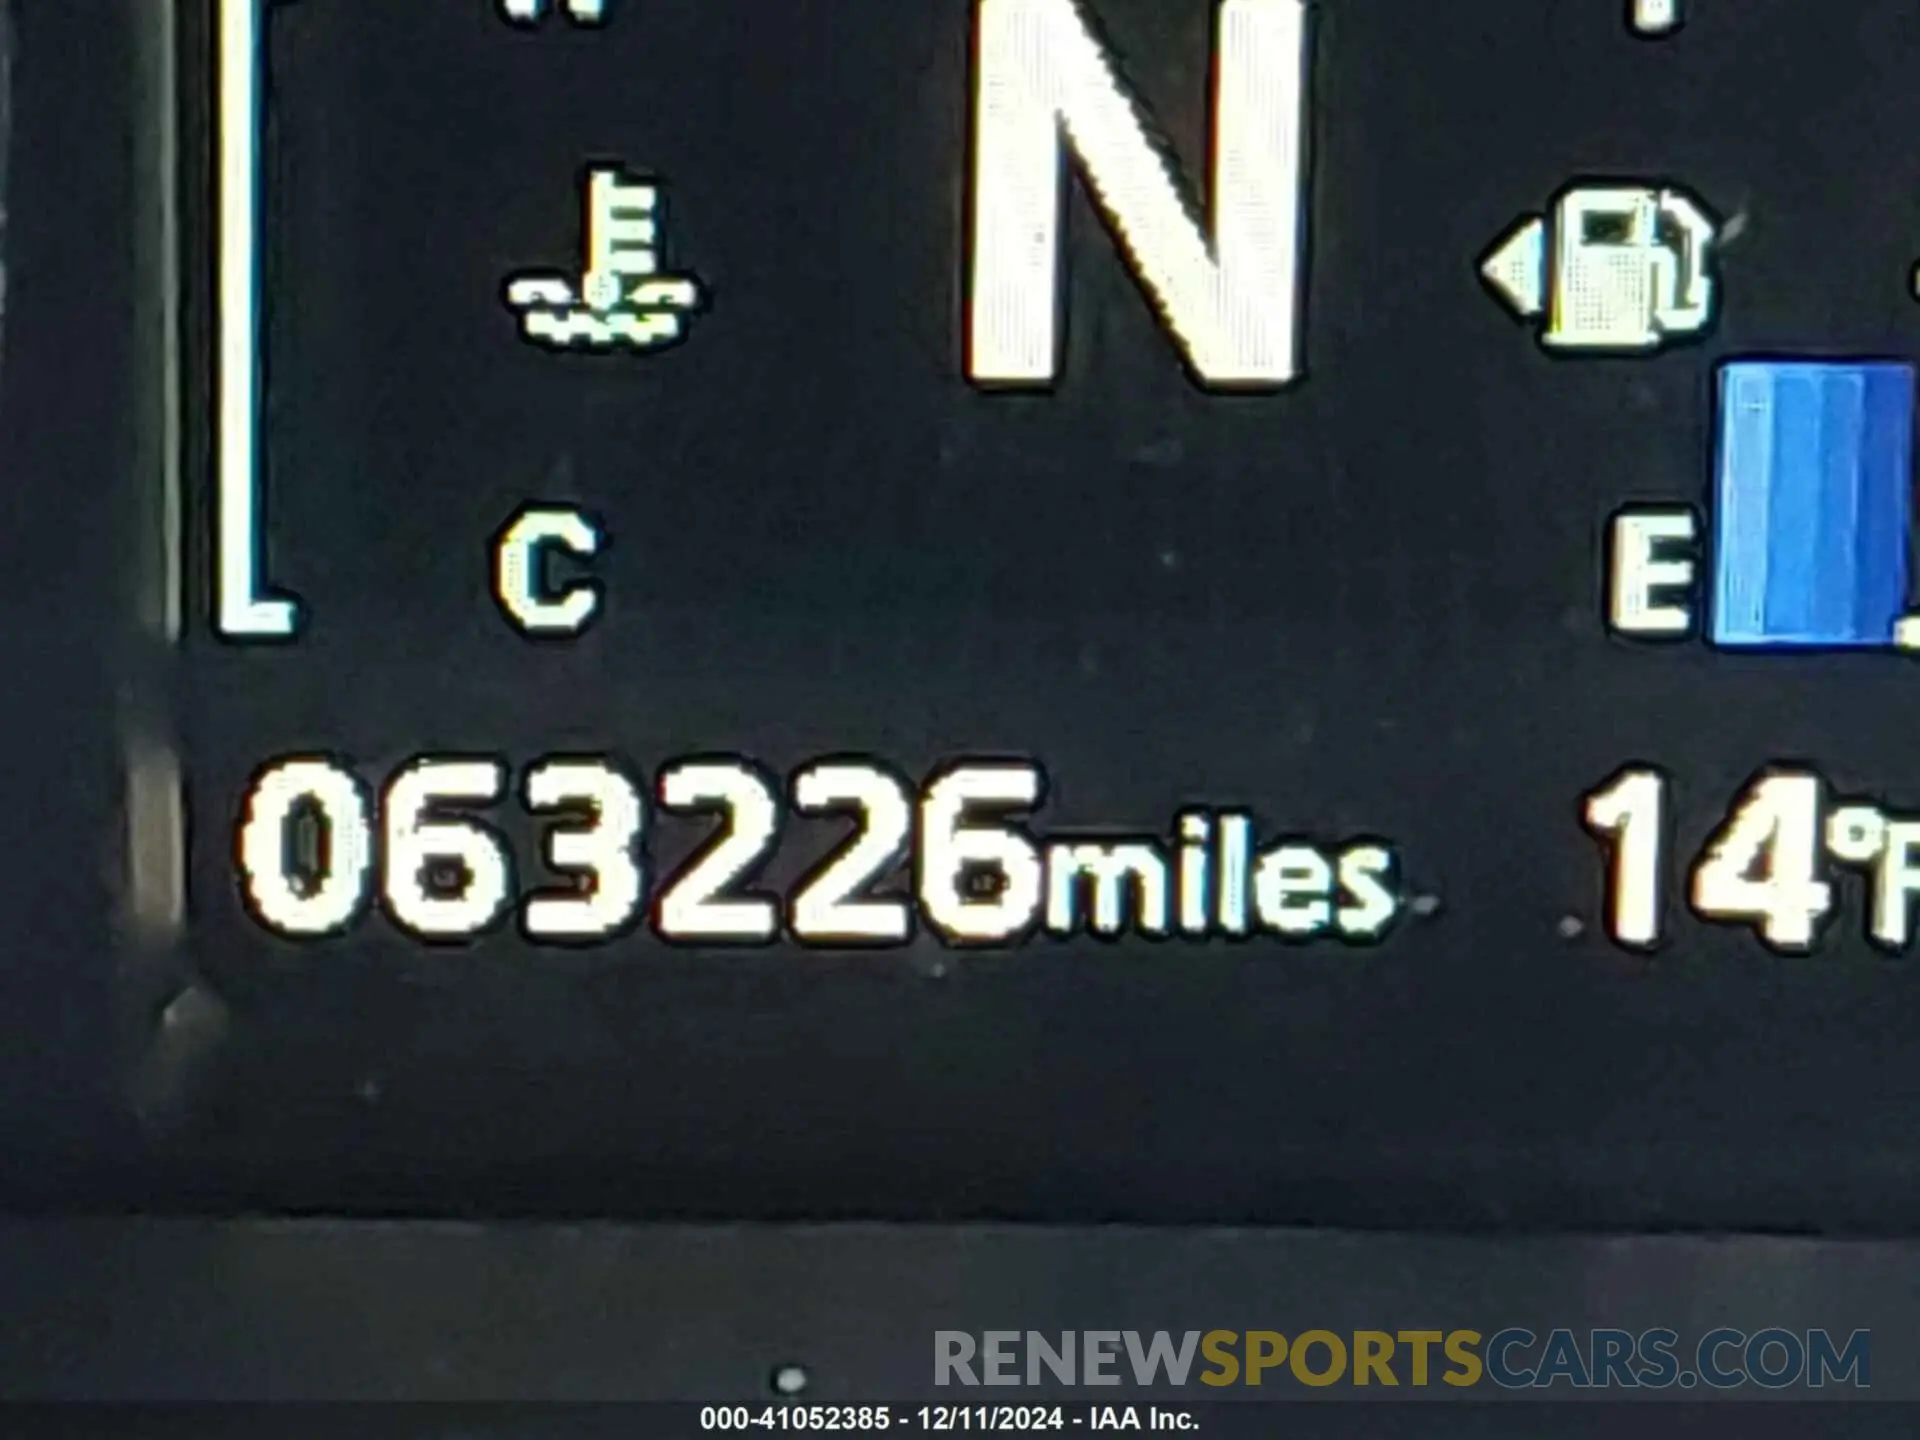 N
C
E
063226miles 14°F
RENEWSPORTSCARS.COM
000-41052385 - 12/11/2024 - IAA Inc.